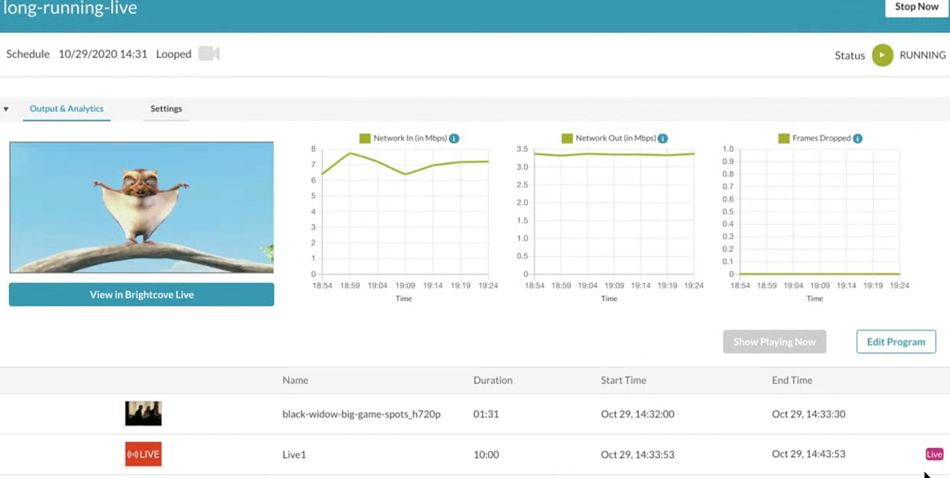 long-running-live
Stop Now
Schedule 10/29/2020 14:31 Looped
Status RUNNING
Output & Analytics Settings
Network In (in Mbps) i
8
7
6
5
4
3
2
1
0
18:54 18:59 19:04 19:09 19:14 19:19 19:24
Time
Network Out (in Mbps) i
3.5
3.0
2.5
2.0
1.5
1.0
0.5
0
18:54 18:59 19:04 19:09 19:14 19:19 19:24
Time
Frames Dropped i
1.0
0.9
0.8
0.7
0.6
0.5
0.4
0.3
0.2
0.1
0
18:54 18:59 19:04 19:09 19:14 19:19 19:24
Time
View in Brightcove Live
Show Playing Now Edit Program
Name Duration Start Time End Time
black-widow-big-game-spots_h720p 01:31 Oct 29, 14:32:00 Oct 29, 14:33:30
LIVE Live1 10:00 Oct 29, 14:33:53 Oct 29, 14:43:53 Live